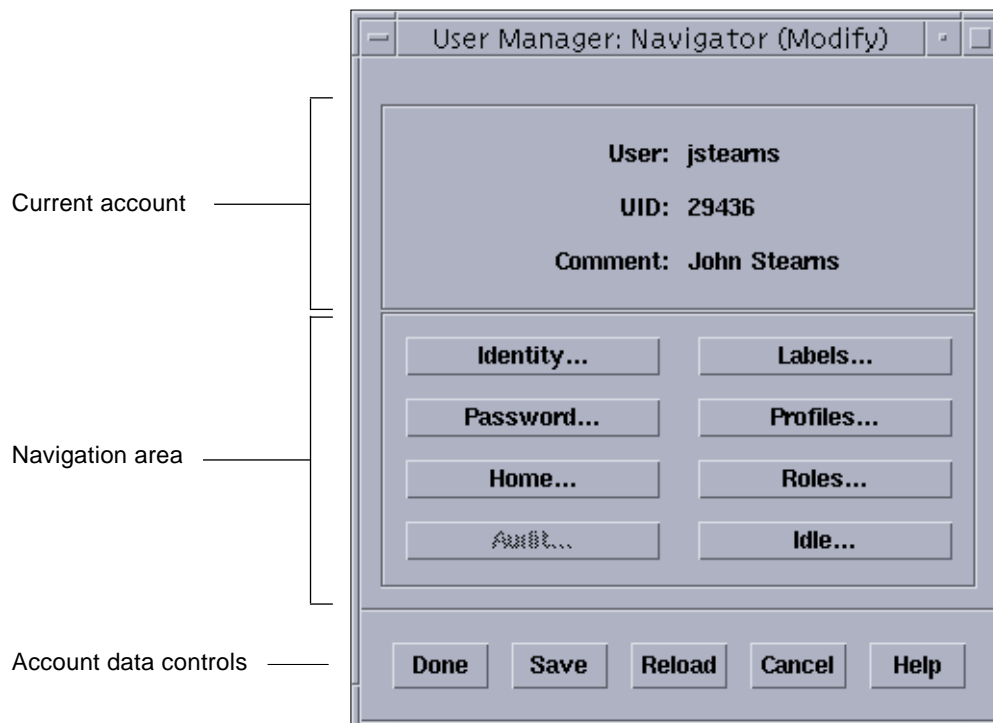 User Manager: Navigator (Modify)
Current account
User: jstearns
UID: 29436
Comment: John Stearns
Navigation area
Identity... Labels...
Password... Profiles...
Home... Roles...
Audit... Idle...
Account data controls
Done Save Reload Cancel Help